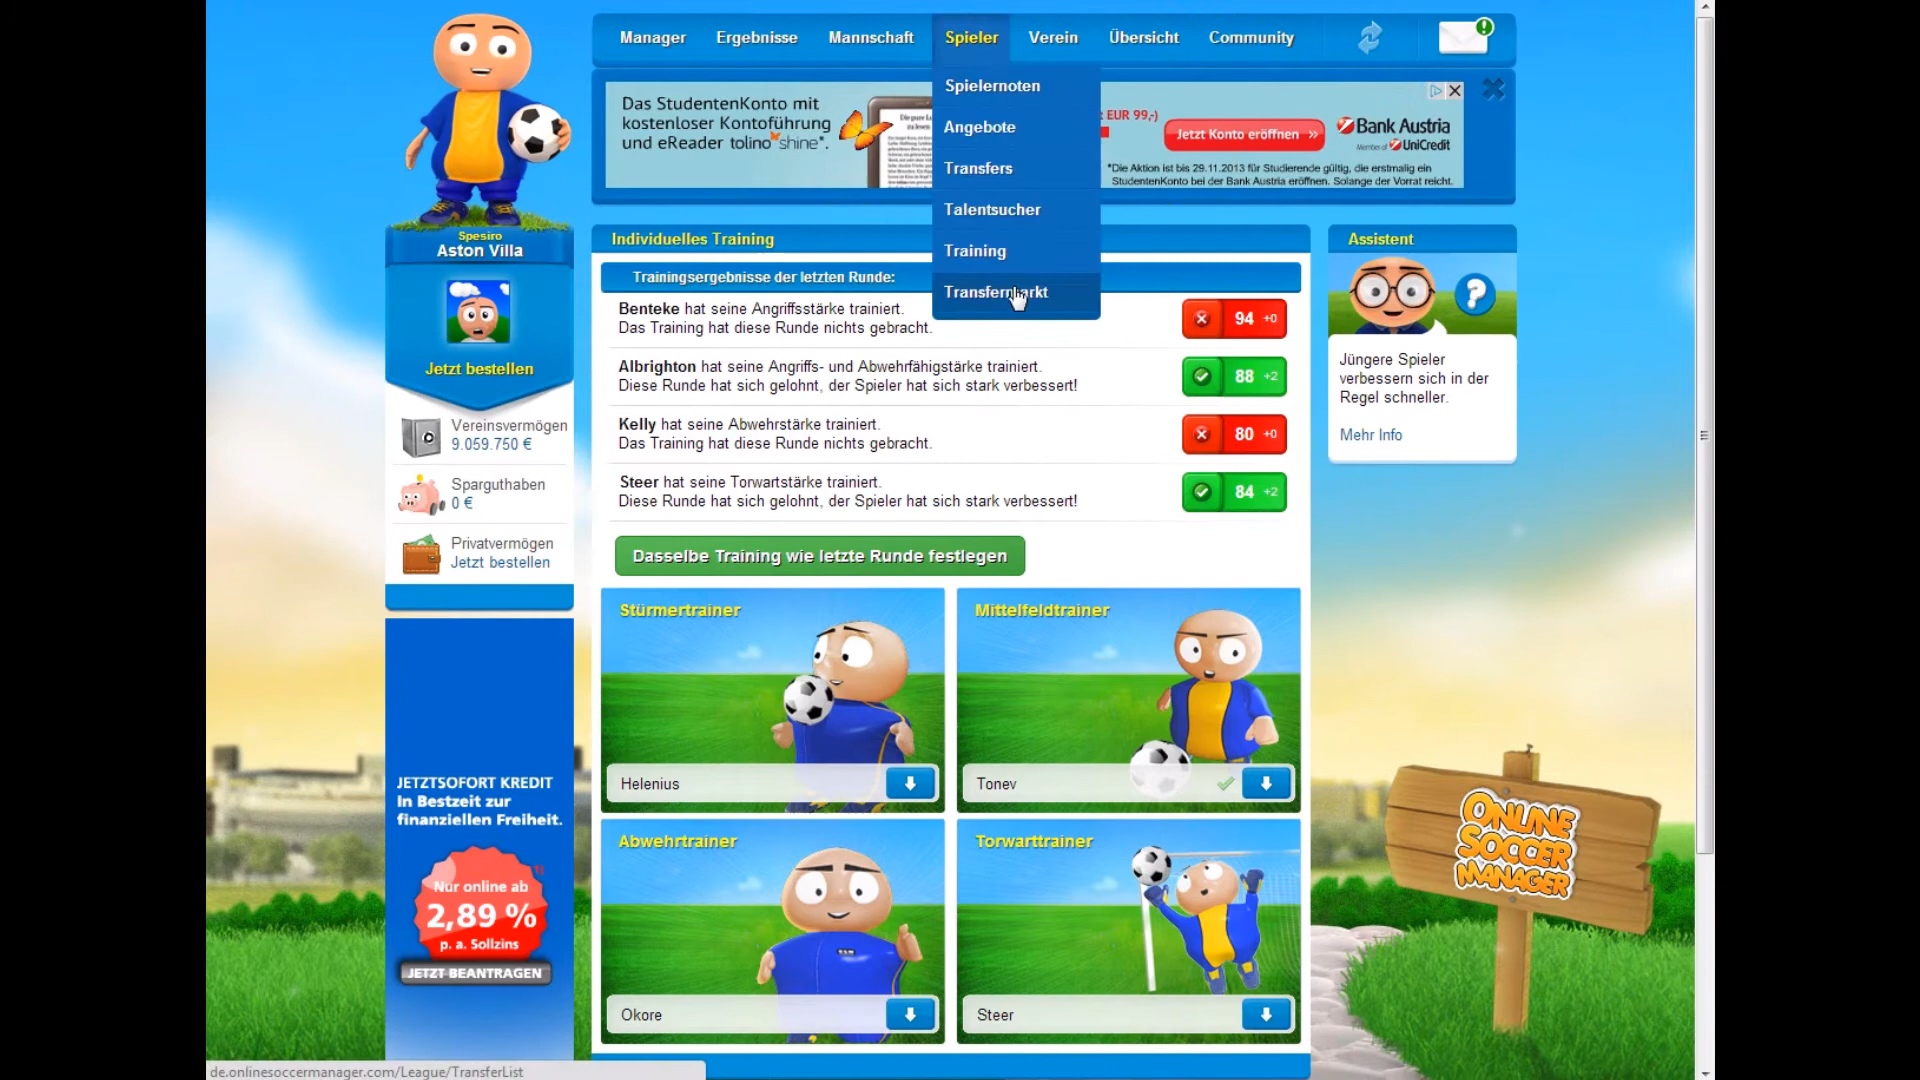 Manager Ergebnisse Mannschaft Spieler Verein Übersicht Community
Spielernoten
Angebote
Transfers
Talentsucher
Training
Transfermarkt
Das StudentenKonto mit
kostenloser Kontoführung
und eReader tolino shine*.
EUR 99,-)
Jetzt Konto eröffnen »
Bank Austria
Member of UniCredit
*Die Aktion ist bis 29.11.2013 für Studierende gültig, die erstmalig ein
StudentenKonto bei der Bank Austria eröffnen. Solange der Vorrat reicht.
Spesiro
Aston Villa
Jetzt bestellen
Vereinsvermögen
9.059.750 €
Sparguthaben
0 €
Privatvermögen
Jetzt bestellen
JETZTSOFORT KREDIT
In Bestzeit zur
finanziellen Freiheit.
1)
Nur online ab
2,89 %
p. a. Sollzins
JETZT BEANTRAGEN
Individuelles Training
Trainingsergebnisse der letzten Runde:
Benteke hat seine Angriffsstärke trainiert.
Das Training hat diese Runde nichts gebracht.
94 +0
Albrighton hat seine Angriffs- und Abwehrfähigstärke trainiert.
Diese Runde hat sich gelohnt, der Spieler hat sich stark verbessert!
88 +2
Kelly hat seine Abwehrstärke trainiert.
Das Training hat diese Runde nichts gebracht.
80 +0
Steer hat seine Torwartstärke trainiert.
Diese Runde hat sich gelohnt, der Spieler hat sich stark verbessert!
84 +2
Dasselbe Training wie letzte Runde festlegen
Stürmertrainer
Helenius
Mittelfeldtrainer
Tonev
Abwehrtrainer
Okore
Torwarttrainer
Steer
Assistent
?
Jüngere Spieler
verbessern sich in der
Regel schneller.
Mehr Info
ONLINE
SOCCER
MANAGER
de.onlinesoccermanager.com/League/TransferList